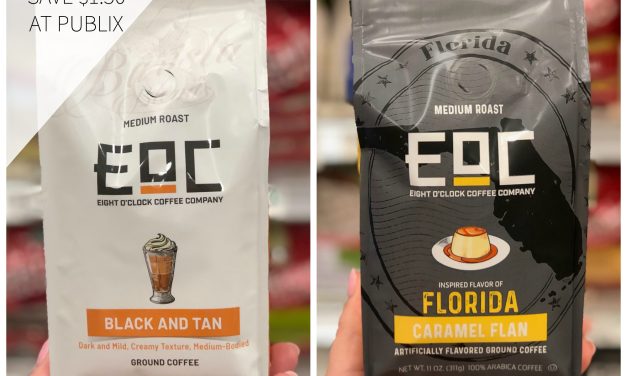 SAVE $1.50
AT PUBLIX
MEDIUM ROAST
EOC
EIGHT O'CLOCK COFFEE COMPANY
BLACK AND TAN
Dark and Mild, Creamy Texture, Medium-Bodied
GROUND COFFEE
Florida
MEDIUM ROAST
EOC
EIGHT O'CLOCK COFFEE COMPANY
INSPIRED FLAVOR OF
FLORIDA
CARAMEL FLAN
ARTIFICIALLY FLAVORED GROUND COFFEE
NET WT. 11 OZ. (311g) 100% ARABICA COFFEE